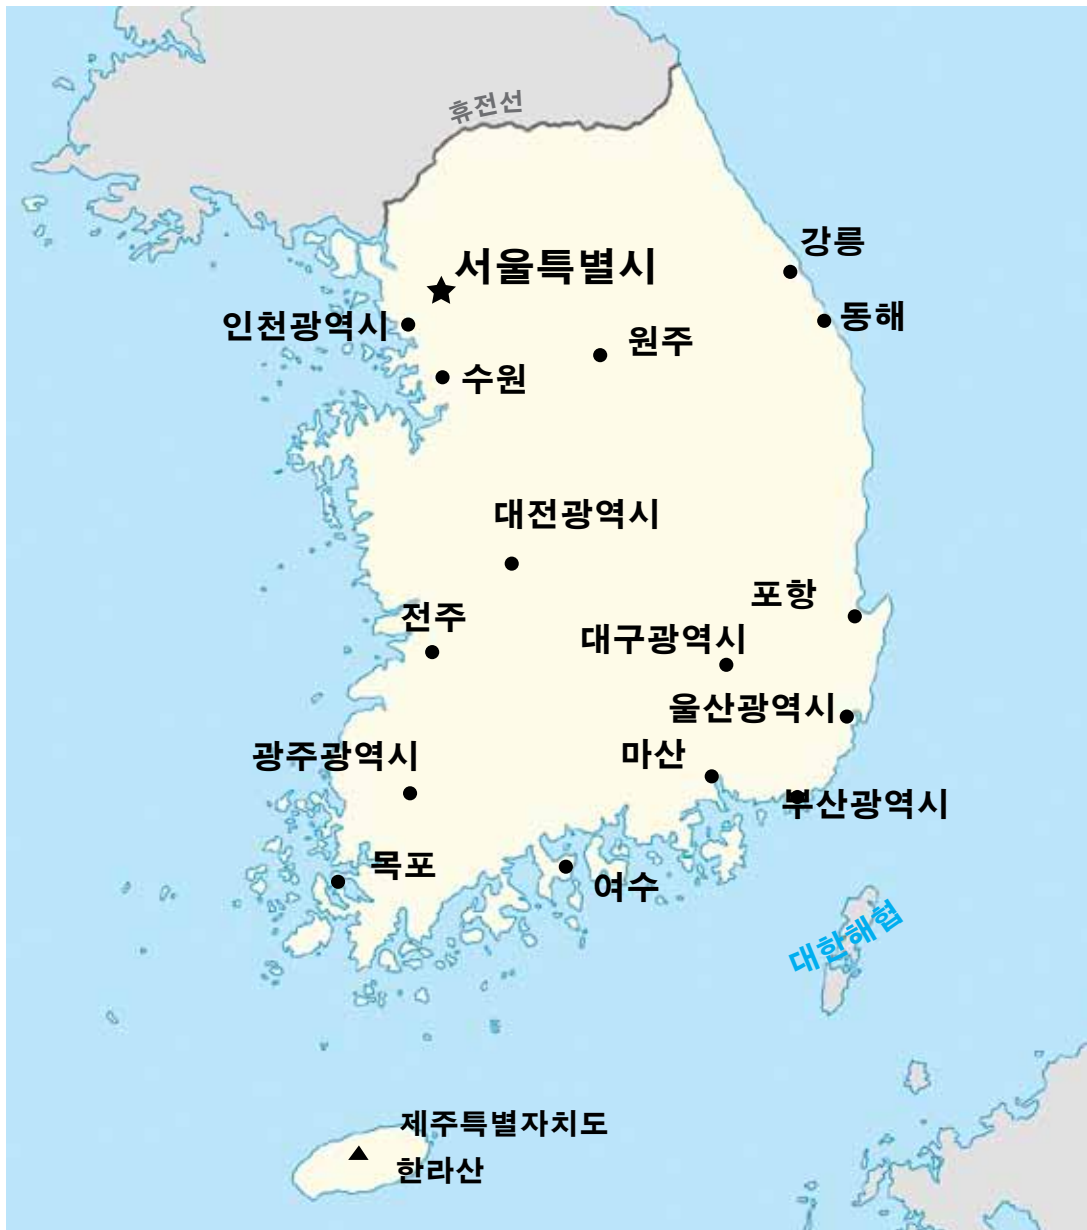 휴전선
강릉
서울특별시
동해
인천광역시
원주
수원
대전광역시
포항
전주
대구광역시
울산광역시
광주광역시
마산
부산광역시
목포
여수
대한해협
제주특별자치도
한라산